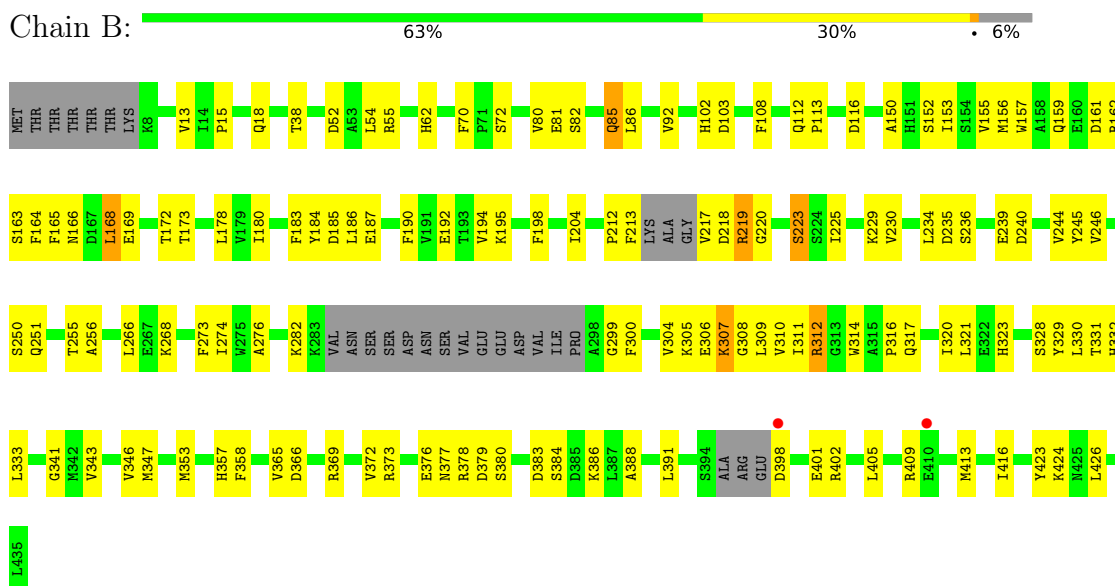 Chain B:
63% 30% • 6%
MET THR THR THR THR THR LYS K8 V13 I14 P15 Q18 T38 D52 A53 L54 R55 H62 F70 P71 S72 V80 E81 S82 Q85 L86 V92 H102 D103 F108 Q112 P113 D116 A150 H151 S152 I153 S154 V155 M156 W157 A158 Q159 E160 D161
S163 F164 F165 N166 D167 L168 E169 T172 T173 L178 V179 I180 F183 Y184 D185 L186 E187 F190 V191 E192 T193 V194 K195 F198 I204 P212 F213 LYS ALA GLY V217 D218 R219 G220 S223 S224 I225 K229 V230 L234 D235 S236 E239 D240 V244 Y245 V246
S250 Q251 T255 A256 L266 E267 K268 F273 I274 W275 A276 K282 K283 VAL ASN SER SER ASP ASN SER VAL GLU GLU ASP VAL ILE PRO A298 G299 F300 V304 K305 E306 K307 G308 L309 V310 I311 R312 G313 W314 A315 P316 Q317 I320 L321 E322 H323 S328 Y329 L330 T331 H332
L333 G341 M342 V343 V346 M347 M353 H357 F358 V365 D366 R369 V372 R373 E376 N377 R378 D379 S380 D383 S384 D385 K386 L387 A388 L391 S394 ALA ARG GLU D398 E401 R402 L405 R409 E410 M413 I416 Y423 K424 N425 L426
L435